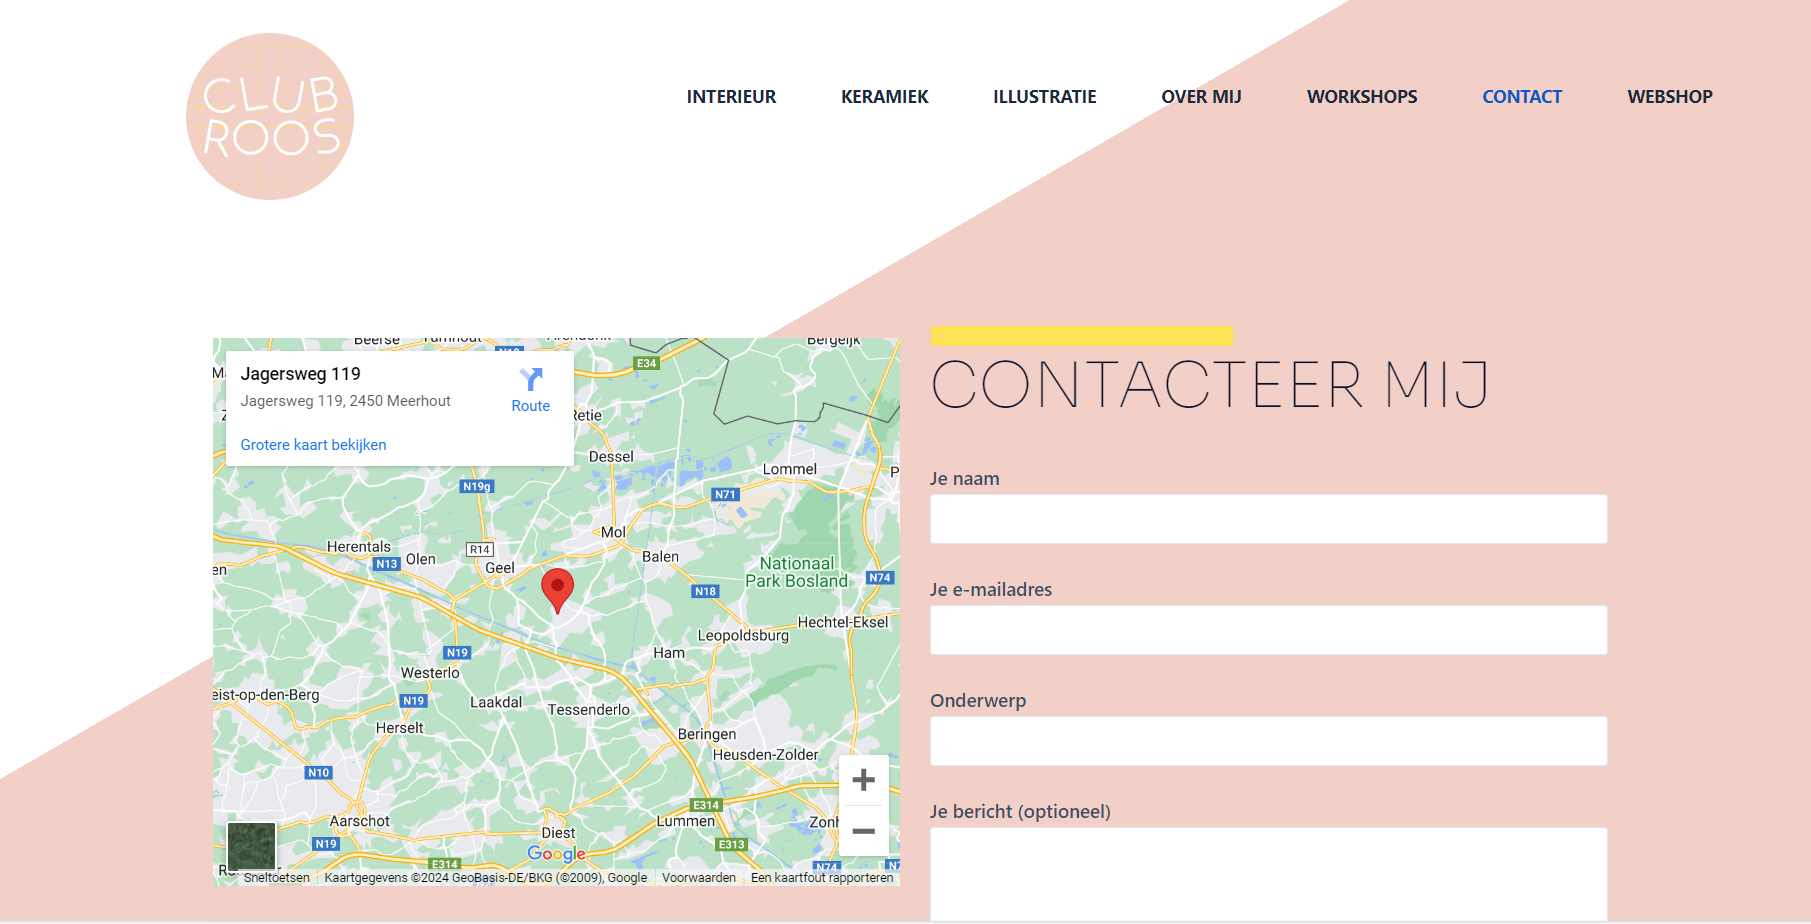 CLUB
ROOS
INTERIEUR
KERAMIEK
ILLUSTRATIE
OVER MIJ
WORKSHOPS
CONTACT
WEBSHOP
Beerse
Turnhout
Arendonk
Bergeijk
E34
Jagersweg 119
Jagersweg 119, 2450 Meerhout
Route
Grotere kaart bekijken
Retie
Dessel
Lommel
N19g
N71
Mol
Herentals
Olen
R14
Balen
N13
Geel
Nationaal
Park Bosland
N74
N18
Hechtel-Eksel
Leopoldsburg
N19
Ham
Westerlo
eist-op-den-Berg
N19
Laakdal
Tessenderlo
Herselt
Beringen
Heusden-Zolder
N10
E314
Aarschot
Lummen
Zonh
Diest
N19
E313
Google
E314
N74
Sneltoetsen
Kaartgegevens ©2024 GeoBasis-DE/BKG (©2009), Google
Voorwaarden
Een kaartfout rapporteren
CONTACTEER MIJ
Je naam
Je e-mailadres
Onderwerp
Je bericht (optioneel)